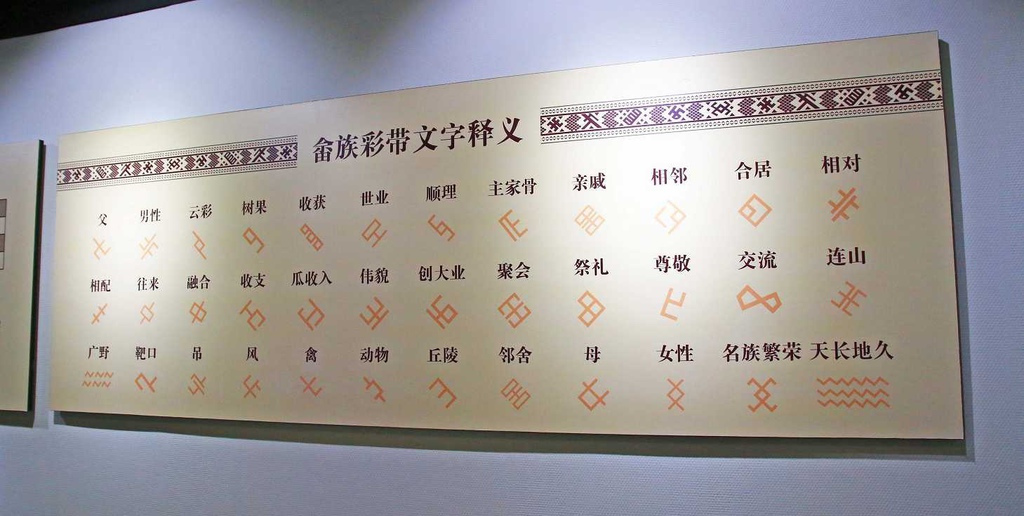 畲族彩带文字释义
父 男性 云彩 树果 收获 世业 顺理 主家骨 亲戚 相邻 合居 相对
相配 往来 融合 收支 瓜收入 伟貌 创大业 聚会 祭礼 尊敬 交流 连山
广野 靶口 吊 风 禽 动物 丘陵 邻舍 母 女性 名族繁荣 天长地久